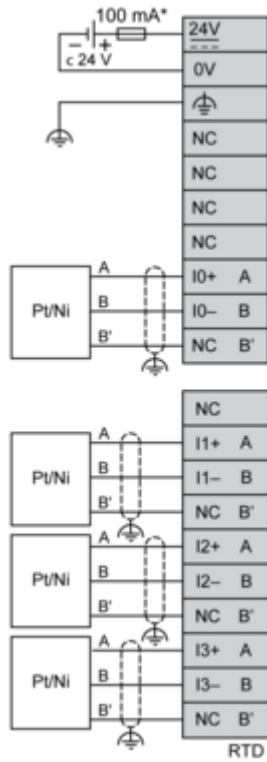 100 mA*
24V
− +
c 24 V
0V
NC
NC
NC
NC
A I0+ A
Pt/Ni B I0– B
B' NC B'
NC
A I1+ A
Pt/Ni B I1– B
B' NC B'
A I2+ A
Pt/Ni B I2– B
B' NC B'
A I3+ A
Pt/Ni B I3– B
B' NC B'
RTD